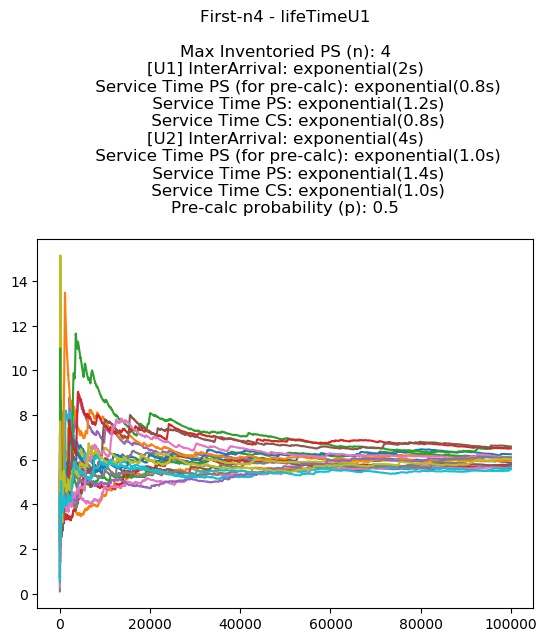 First-n4 - lifeTimeU1
Max Inventoried PS (n): 4
[U1] InterArrival: exponential(2s)
Service Time PS (for pre-calc): exponential(0.8s)
Service Time PS: exponential(1.2s)
Service Time CS: exponential(0.8s)
[U2] InterArrival: exponential(4s)
Service Time PS (for pre-calc): exponential(1.0s)
Service Time PS: exponential(1.4s)
Service Time CS: exponential(1.0s)
Pre-calc probability (p): 0.5
14
12
10
8
6
4
2
0
0 20000 40000 60000 80000 100000